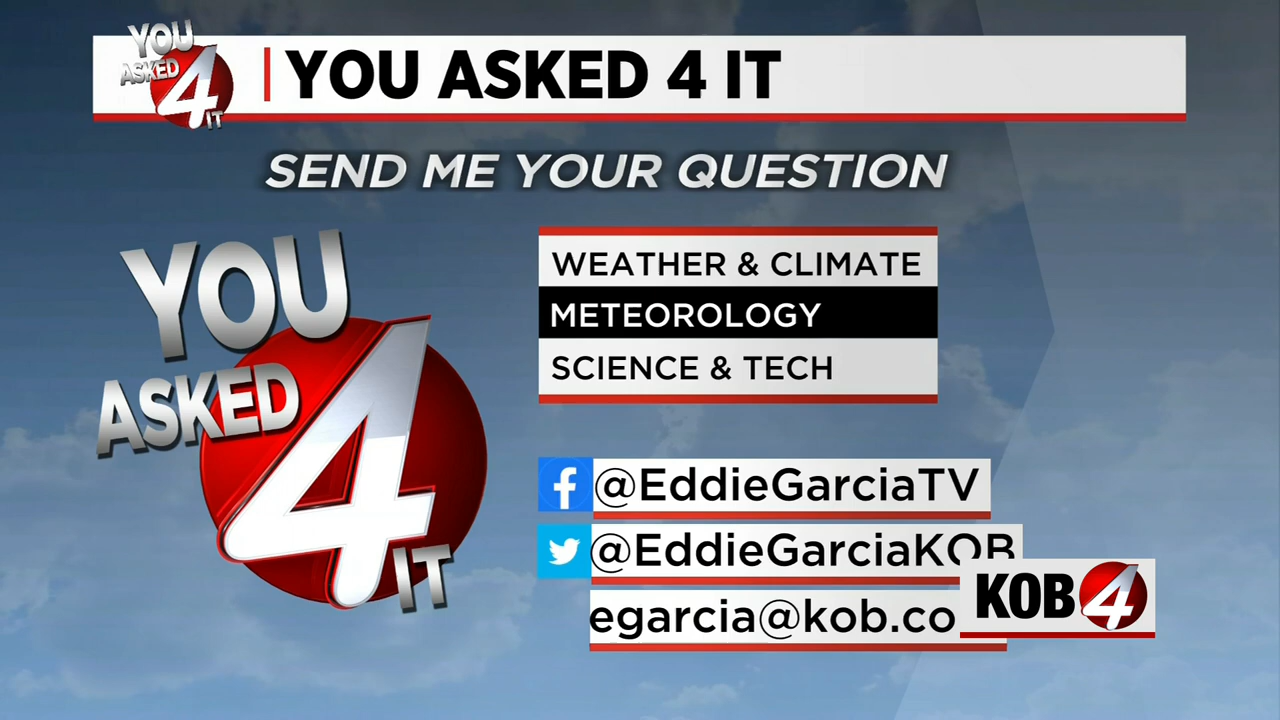 YOU ASKED 4 IT
YOU ASKED 4 IT
SEND ME YOUR QUESTION
YOU
ASKED
4
IT
WEATHER & CLIMATE
METEOROLOGY
SCIENCE & TECH
@EddieGarciaTV
@EddieGarciaKOB
egarcia@kob.co
KOB 4